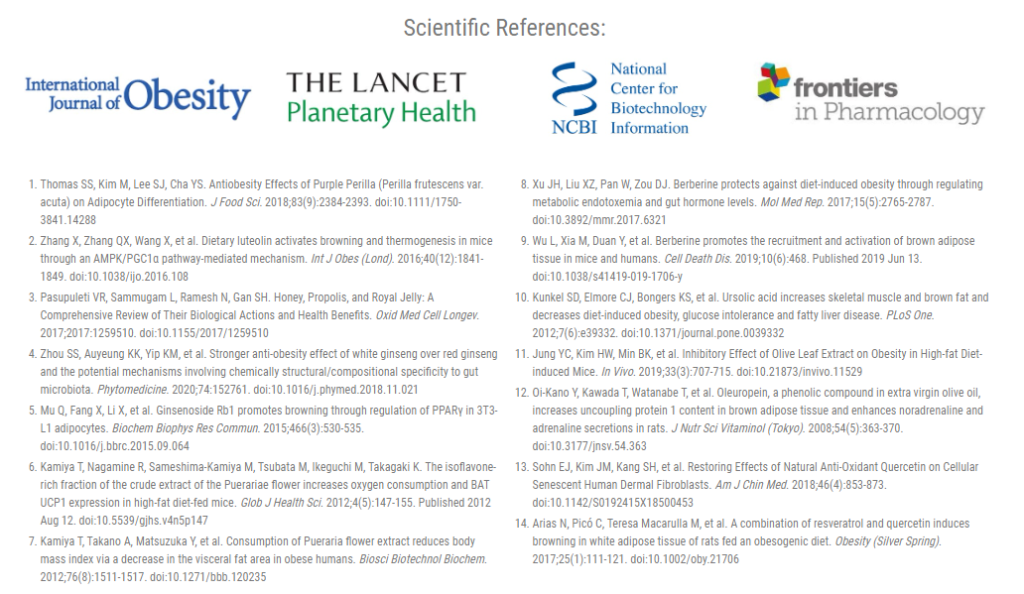 Scientific References:
International
Journal of Obesity
THE LANCET
Planetary Health
NCBI
National
Center for
Biotechnology
Information
frontiers
in Pharmacology
1. Thomas SS, Kim M, Lee SJ, Cha YS. Antiobesity Effects of Purple Perilla (Perilla frutescens var.
acuta) on Adipocyte Differentiation. J Food Sci. 2018;83(9):2384-2393. doi:10.1111/1750-
3841.14288
2. Zhang X, Zhang QX, Wang X, et al. Dietary luteolin activates browning and thermogenesis in mice
through an AMPK/PGC1α pathway-mediated mechanism. Int J Obes (Lond). 2016;40(12):1841-
1849. doi:10.1038/ijo.2016.108
3. Pasupuleti VR, Sammugam L, Ramesh N, Gan SH. Honey, Propolis, and Royal Jelly: A
Comprehensive Review of Their Biological Actions and Health Benefits. Oxid Med Cell Longev.
2017;2017:1259510. doi:10.1155/2017/1259510
4. Zhou SS, Auyeung KK, Yip KM, et al. Stronger anti-obesity effect of white ginseng over red ginseng
and the potential mechanisms involving chemically structural/compositional specificity to gut
microbiota. Phytomedicine. 2020;74:152761. doi:10.1016/j.phymed.2018.11.021
5. Mu Q, Fang X, Li X, et al. Ginsenoside Rb1 promotes browning through regulation of PPARγ in 3T3-
L1 adipocytes. Biochem Biophys Res Commun. 2015;466(3):530-535.
doi:10.1016/j.bbrc.2015.09.064
6. Kamiya T, Nagamine R, Sameshima-Kamiya M, Tsubata M, Ikeguchi M, Takagaki K. The isoflavone-
rich fraction of the crude extract of the Puerariae flower increases oxygen consumption and BAT
UCP1 expression in high-fat diet-fed mice. Glob J Health Sci. 2012;4(5):147-155. Published 2012
Aug 12. doi:10.5539/gjhs.v4n5p147
7. Kamiya T, Takano A, Matsuzuka Y, et al. Consumption of Pueraria flower extract reduces body
mass index via a decrease in the visceral fat area in obese humans. Biosci Biotechnol Biochem.
2012;76(8):1511-1517. doi:10.1271/bbb.120235
8. Xu JH, Liu XZ, Pan W, Zou DJ. Berberine protects against diet-induced obesity through regulating
metabolic endotoxemia and gut hormone levels. Mol Med Rep. 2017;15(5):2765-2787.
doi:10.3892/mmr.2017.6321
9. Wu L, Xia M, Duan Y, et al. Berberine promotes the recruitment and activation of brown adipose
tissue in mice and humans. Cell Death Dis. 2019;10(6):468. Published 2019 Jun 13.
doi:10.1038/s41419-019-1706-y
10. Kunkel SD, Elmore CJ, Bongers KS, et al. Ursolic acid increases skeletal muscle and brown fat and
decreases diet-induced obesity, glucose intolerance and fatty liver disease. PLoS One.
2012;7(6):e39332. doi:10.1371/journal.pone.0039332
11. Jung YC, Kim HW, Min BK, et al. Inhibitory Effect of Olive Leaf Extract on Obesity in High-fat Diet-
induced Mice. In Vivo. 2019;33(3):707-715. doi:10.21873/invivo.11529
12. Oi-Kano Y, Kawada T, Watanabe T, et al. Oleuropein, a phenolic compound in extra virgin olive oil,
increases uncoupling protein 1 content in brown adipose tissue and enhances noradrenaline and
adrenaline secretions in rats. J Nutr Sci Vitaminol (Tokyo). 2008;54(5):363-370.
doi:10.3177/jnsv.54.363
13. Sohn EJ, Kim JM, Kang SH, et al. Restoring Effects of Natural Anti-Oxidant Quercetin on Cellular
Senescent Human Dermal Fibroblasts. Am J Chin Med. 2018;46(4):853-873.
doi:10.1142/S0192415X18500453
14. Arias N, Picó C, Teresa Macarulla M, et al. A combination of resveratrol and quercetin induces
browning in white adipose tissue of rats fed an obesogenic diet. Obesity (Silver Spring).
2017;25(1):111-121. doi:10.1002/oby.21706